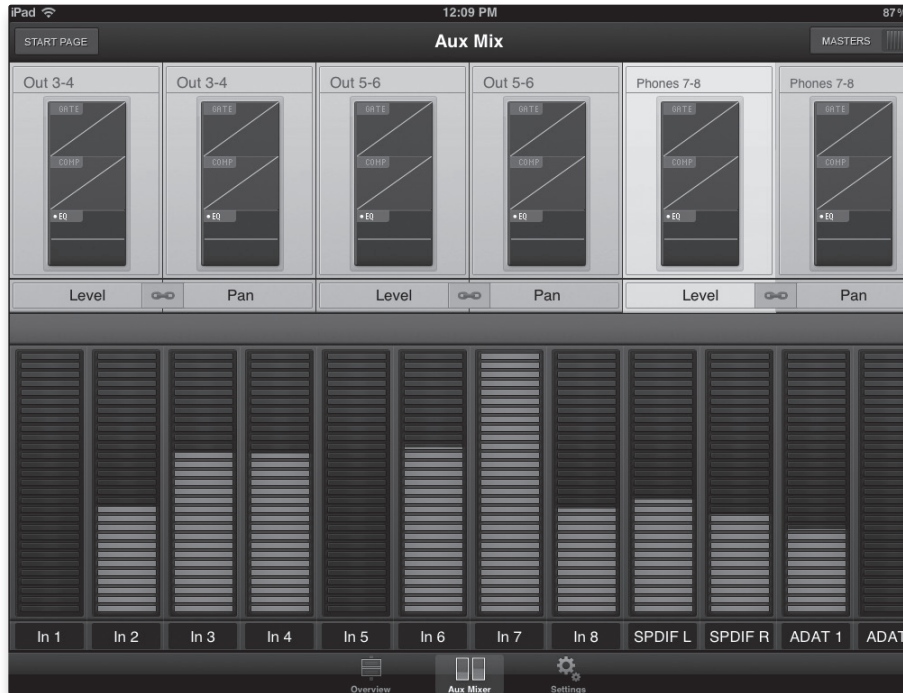 iPad 12:09 PM 87%
START PAGE Aux Mix MASTERS
Out 3-4 Out 3-4 Out 5-6 Out 5-6 Phones 7-8 Phones 7-8
GATE GATE GATE GATE GATE GATE
COMP COMP COMP COMP COMP COMP
• EQ • EQ • EQ • EQ • EQ • EQ
Level Pan Level Pan Level Pan
In 1 In 2 In 3 In 4 In 5 In 6 In 7 In 8 SPDIF L SPDIF R ADAT 1 ADAT
Overview Aux Mixer Settings